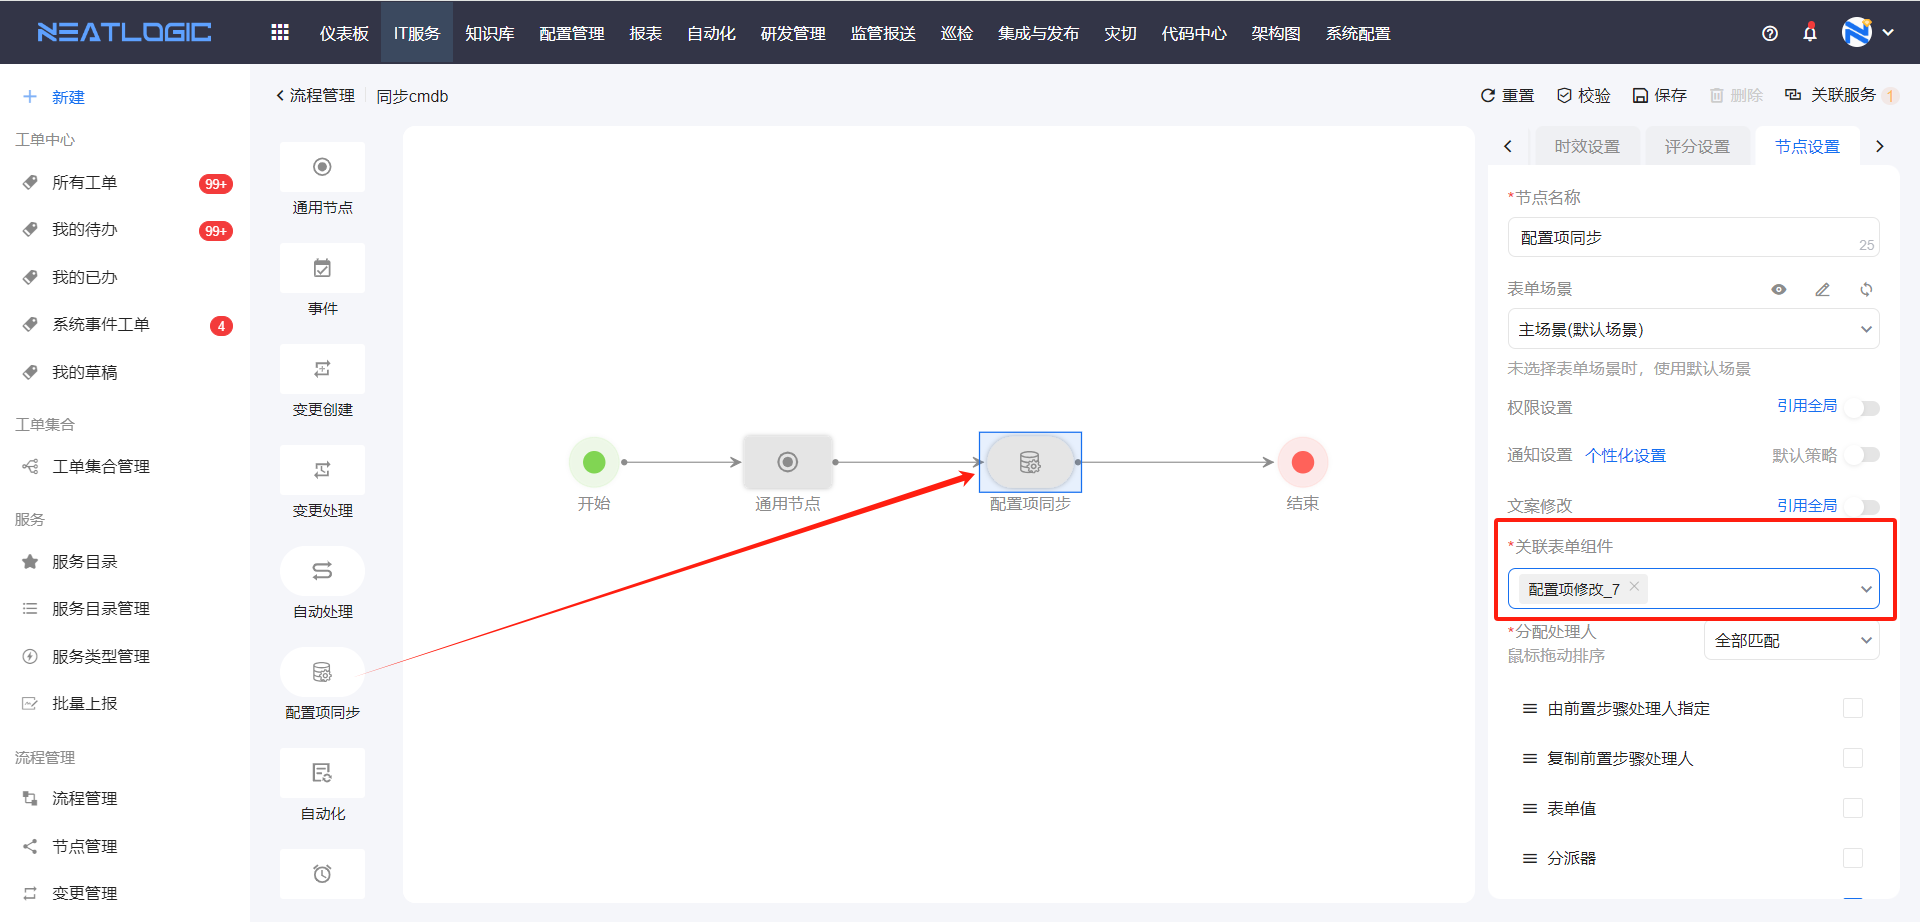 NEATLOGIC
仪表板
IT服务
知识库
配置管理
报表
自动化
研发管理
监管报送
巡检
集成与发布
灾切
代码中心
架构图
系统配置
新建
工单中心
所有工单
99+
我的待办
99+
我的已办
系统事件工单
4
我的草稿
工单集合
工单集合管理
服务
服务目录
服务目录管理
服务类型管理
批量上报
流程管理
流程管理
节点管理
变更管理
流程管理
同步cmdb
重置
校验
保存
删除
关联服务
1
通用节点
事件
变更创建
变更处理
自动处理
配置项同步
自动化
开始
通用节点
配置项同步
结束
时效设置
评分设置
节点设置
*节点名称
配置项同步
25
表单场景
主场景(默认场景)
未选择表单场景时，使用默认场景
权限设置
引用全局
通知设置
个性化设置
默认策略
文案修改
引用全局
*关联表单组件
配置项修改_7
*分配处理人
鼠标拖动排序
全部匹配
由前置步骤处理人指定
复制前置步骤处理人
表单值
分派器